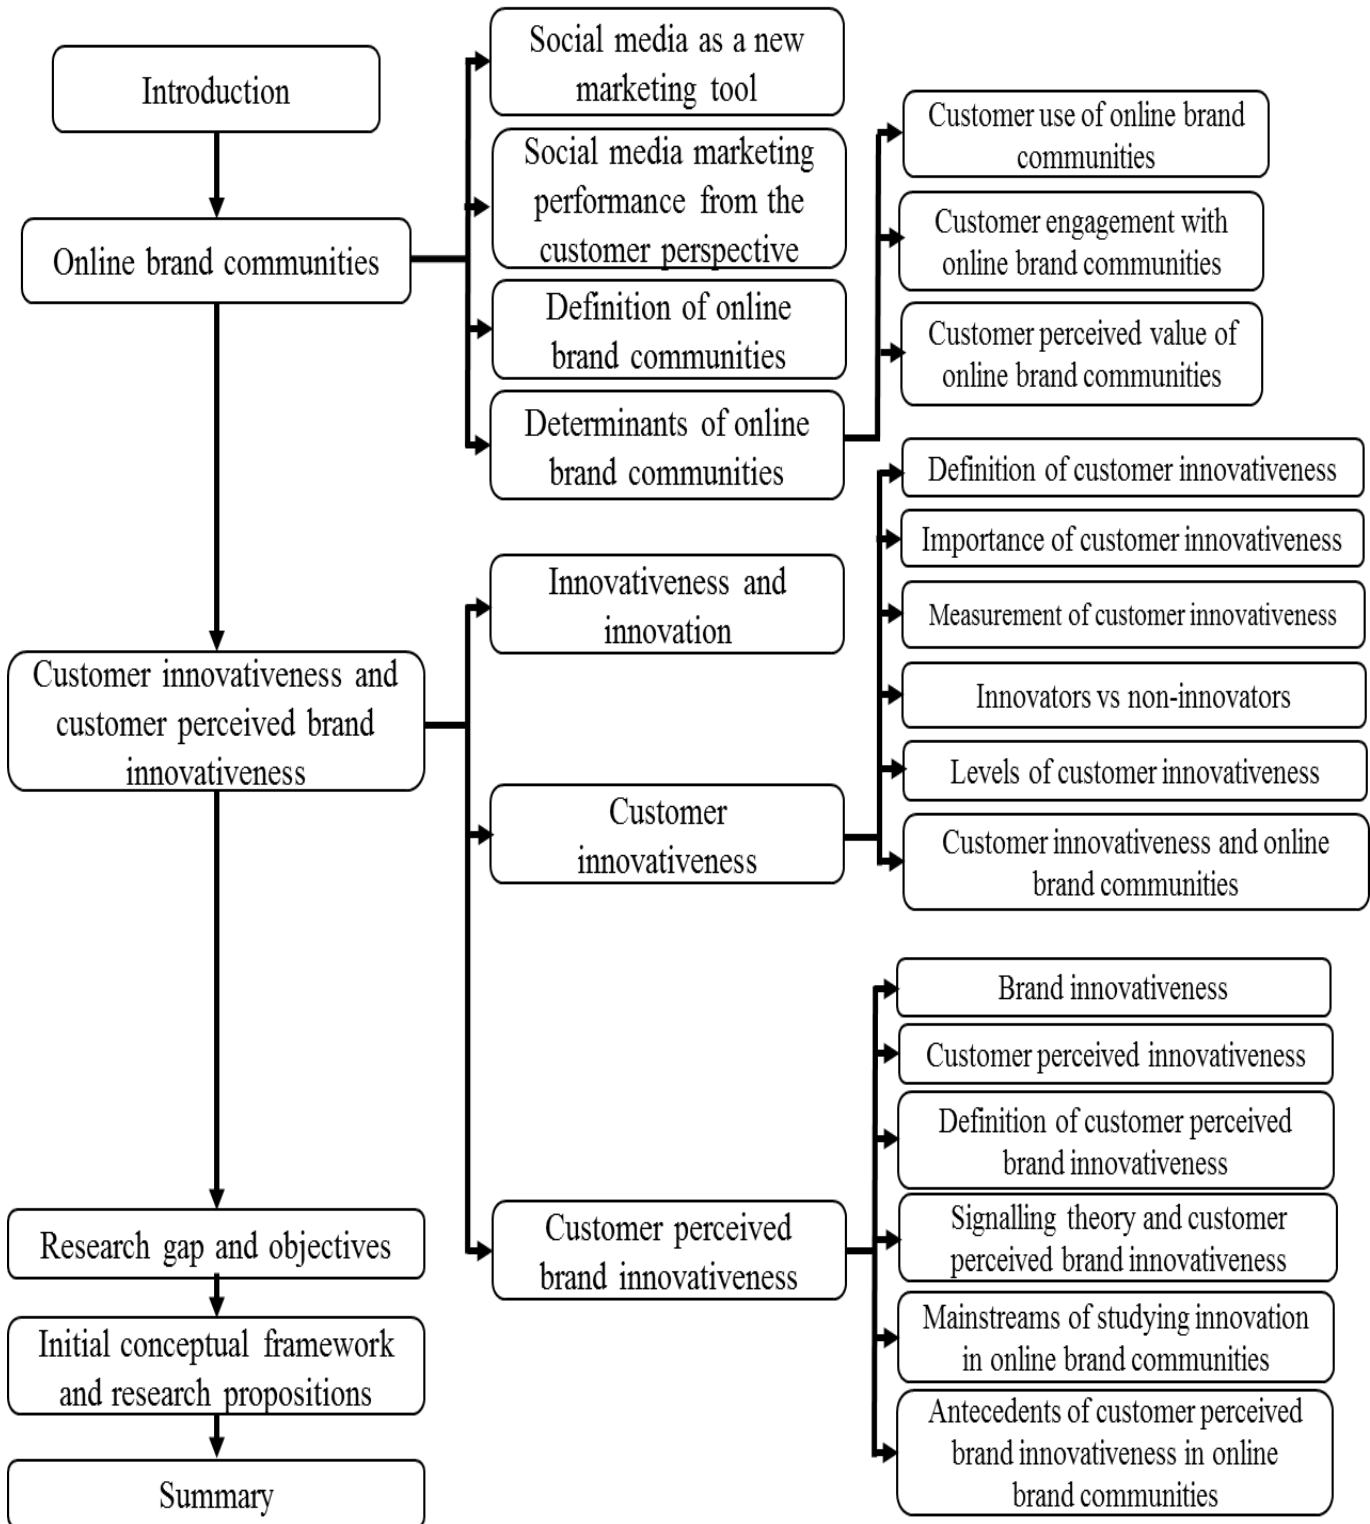 Introduction
Online brand communities
Customer innovativeness and
customer perceived brand
innovativeness
Research gap and objectives
Initial conceptual framework
and research propositions
Summary
Social media as a new
marketing tool
Social media marketing
performance from the
customer perspective
Definition of online
brand communities
Determinants of online
brand communities
Innovativeness and
innovation
Customer
innovativeness
Customer perceived
brand innovativeness
Customer use of online brand
communities
Customer engagement with
online brand communities
Customer perceived value of
online brand communities
Definition of customer innovativeness
Importance of customer innovativeness
Measurement of customer innovativeness
Innovators vs non-innovators
Levels of customer innovativeness
Customer innovativeness and online
brand communities
Brand innovativeness
Customer perceived innovativeness
Definition of customer perceived
brand innovativeness
Signalling theory and customer
perceived brand innovativeness
Mainstreams of studying innovation
in online brand communities
Antecedents of customer perceived
brand innovativeness in online
brand communities